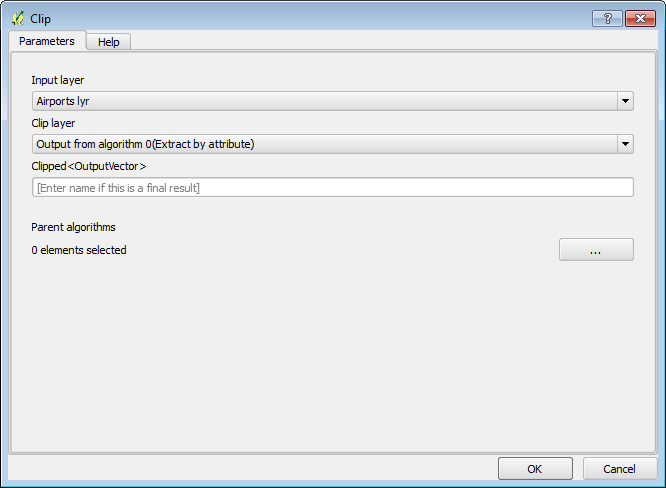 Clip
Parameters
Help
Input layer
Airports lyr
Clip layer
Output from algorithm 0(Extract by attribute)
Clipped<OutputVector>
[Enter name if this is a final result]
Parent algorithms
0 elements selected
...
OK
Cancel